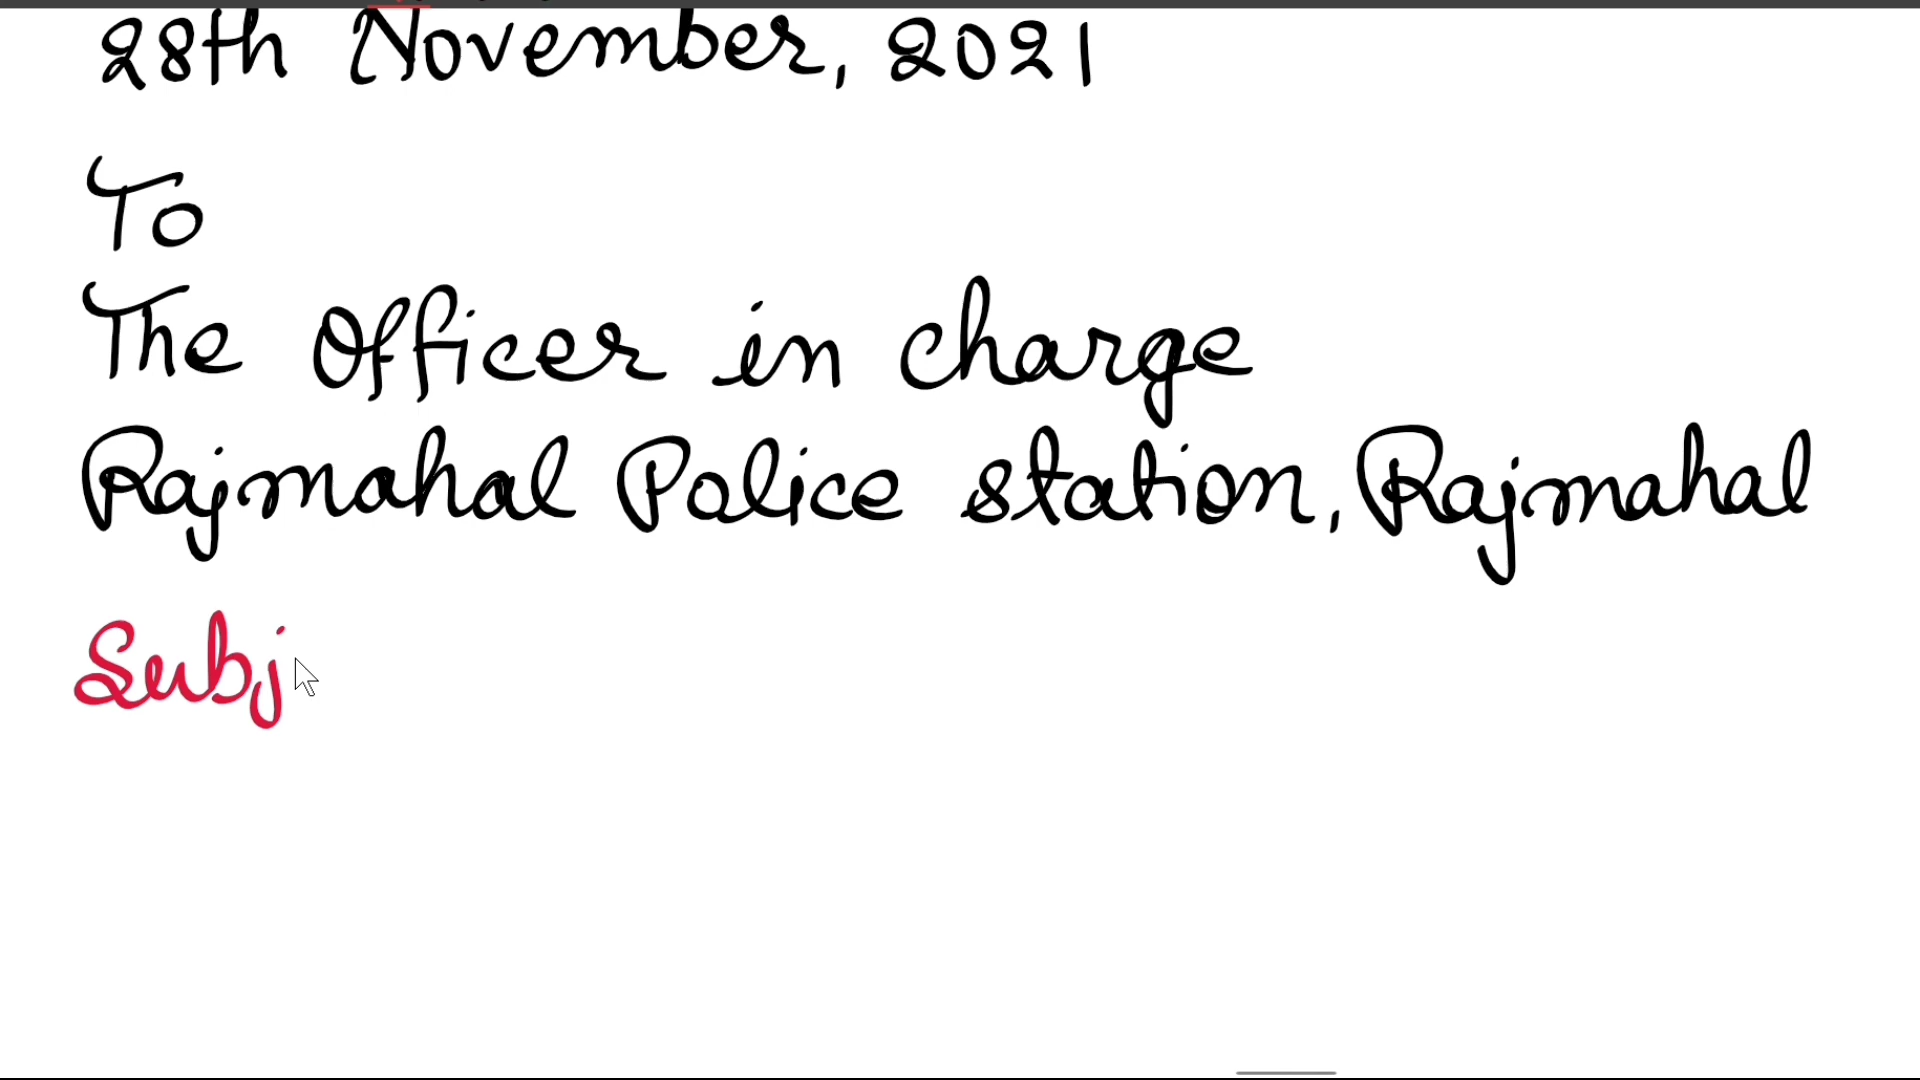 28th November, 2021
To
The Officer in charge
Rajmahal Police station, Rajmahal
Subj